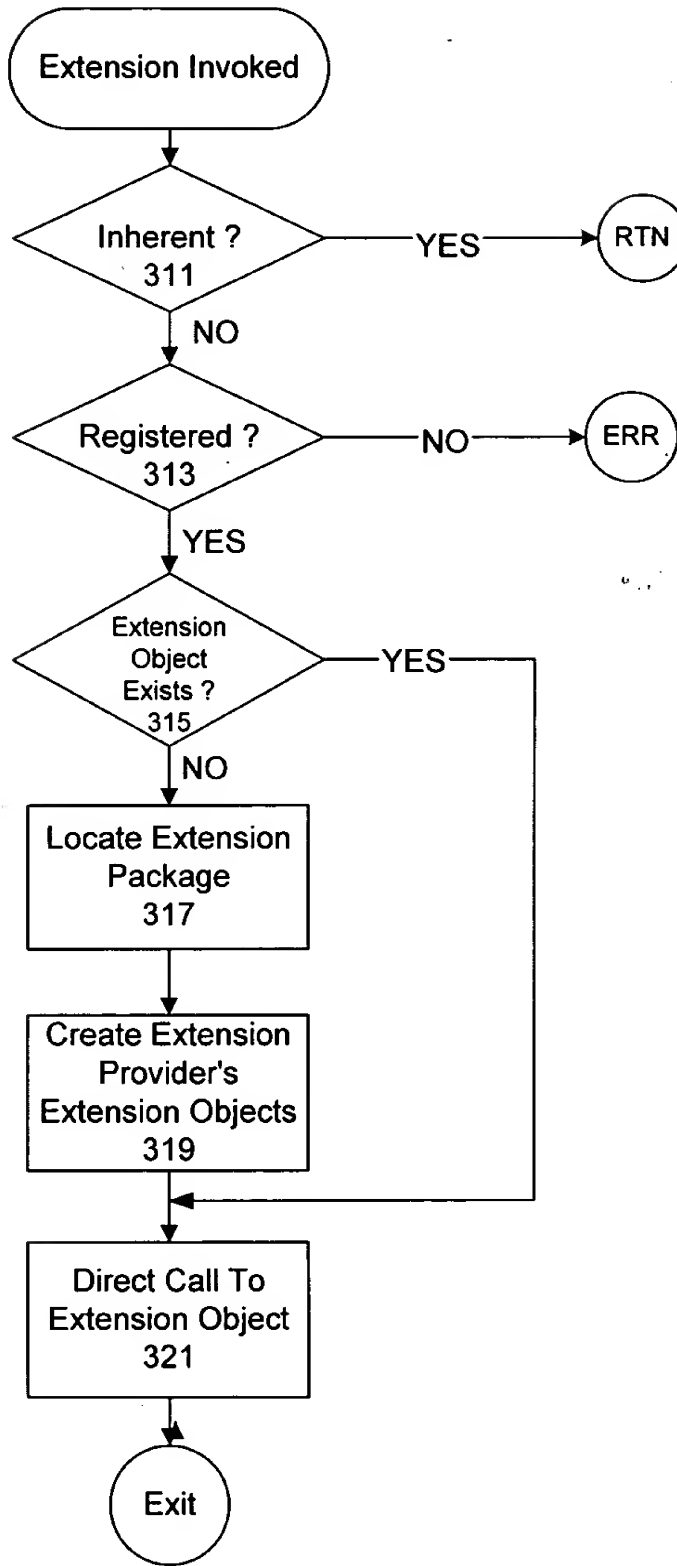 Extension Invoked
Inherent ?
311
YES
RTN
NO
Registered ?
313
NO
ERR
YES
Extension
Object
Exists ?
315
YES
NO
Locate Extension
Package
317
Create Extension
Provider's
Extension Objects
319
Direct Call To
Extension Object
321
Exit